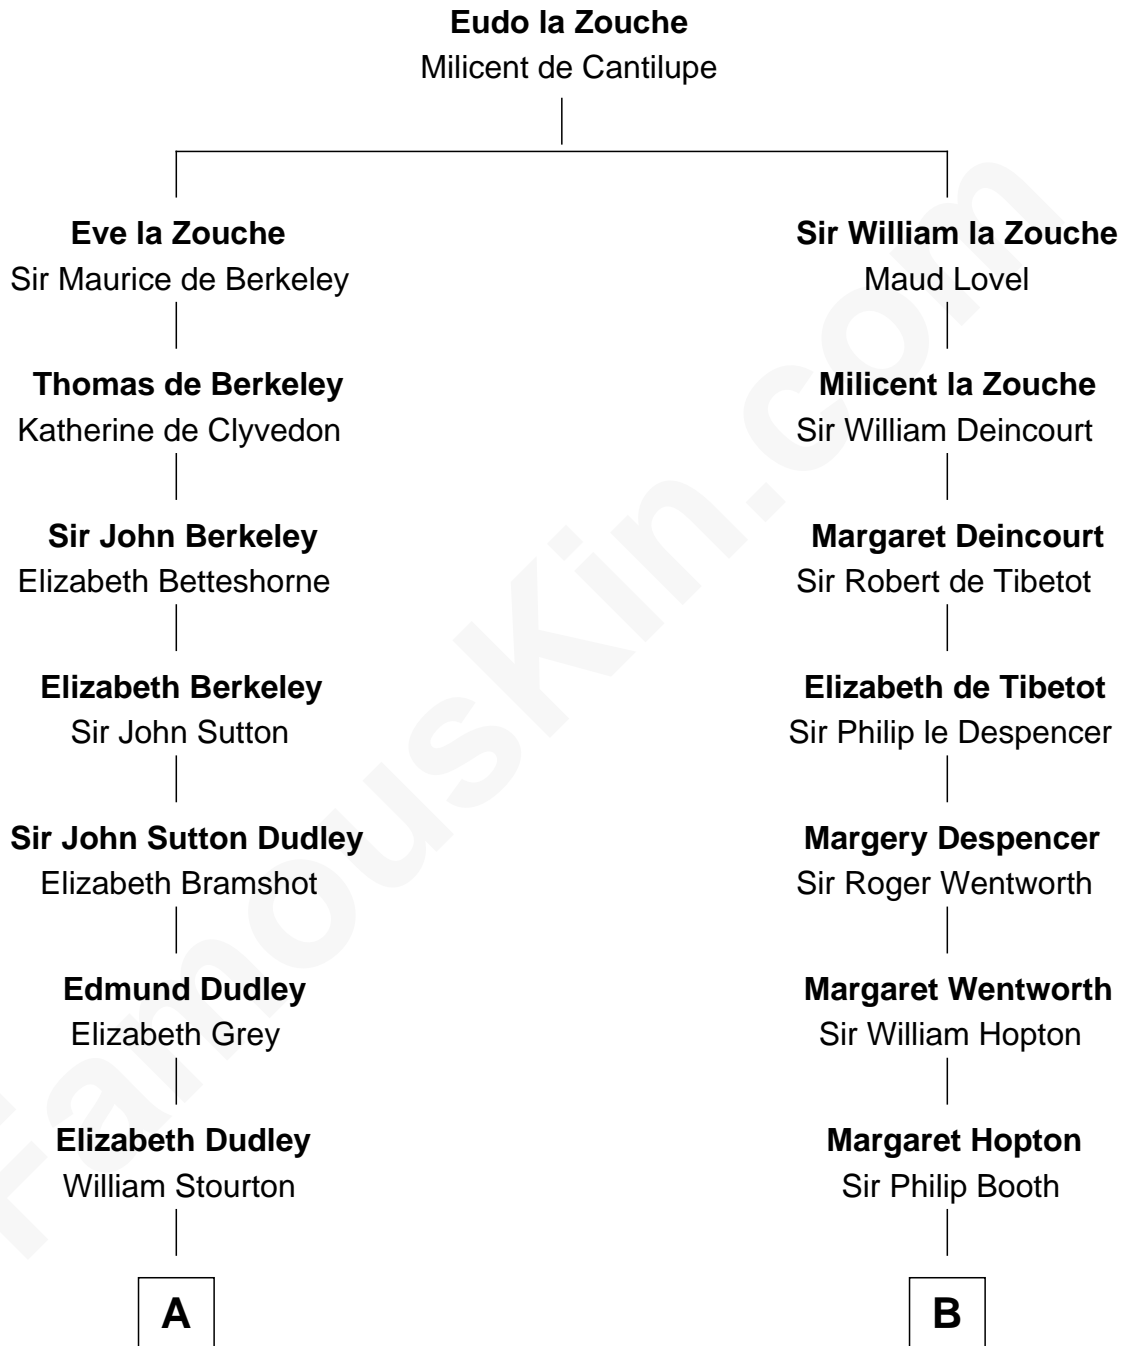 Eudo la Zouche
Milicent de Cantilupe
Eve la Zouche
Sir Maurice de Berkeley
Sir William la Zouche
Maud Lovel
Thomas de Berkeley
Katherine de Clyvedon
Milicent la Zouche
Sir William Deincourt
Sir John Berkeley
Elizabeth Betteshorne
Margaret Deincourt
Sir Robert de Tibetot
Elizabeth Berkeley
Sir John Sutton
Elizabeth de Tibetot
Sir Philip le Despencer
Sir John Sutton Dudley
Elizabeth Bramshot
Margery Despencer
Sir Roger Wentworth
Edmund Dudley
Elizabeth Grey
Margaret Wentworth
Sir William Hopton
Elizabeth Dudley
William Stourton
Margaret Hopton
Sir Philip Booth
A
B
FamousKin.com